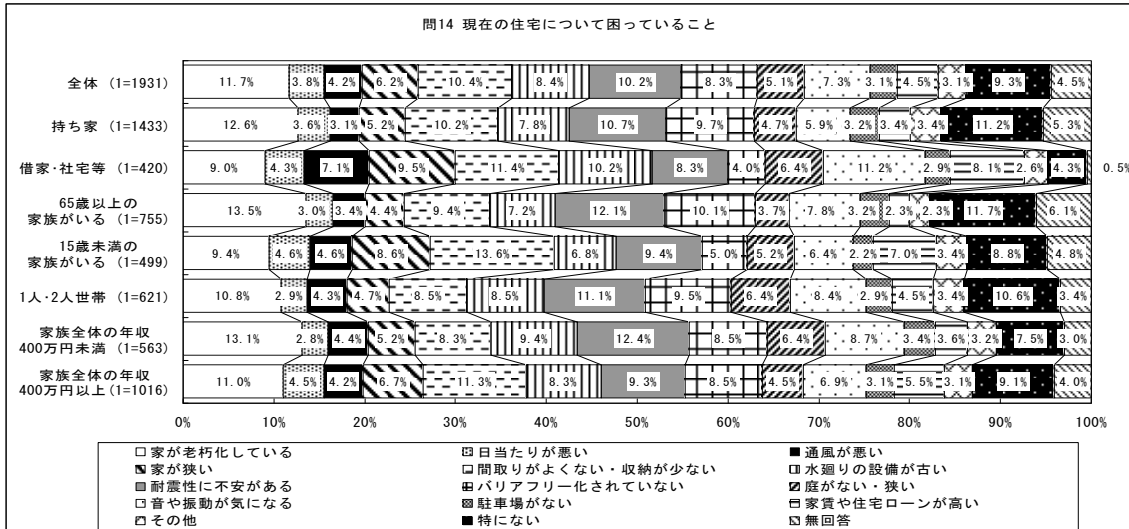 問14 現在の住宅について困っていること
全体 (1=1931)
11.7% 3.8% 4.2% 6.2% 10.4% 8.4% 10.2% 8.3% 5.1% 7.3% 3.1% 4.5% 3.1% 9.3% 4.5%
持ち家 (1=1433)
12.6% 3.6% 3.1% 5.2% 10.2% 7.8% 10.7% 9.7% 4.7% 5.9% 3.2% 3.4% 3.4% 11.2% 5.3%
借家・社宅等 (1=420)
9.0% 4.3% 7.1% 9.5% 11.4% 10.2% 8.3% 4.0% 6.4% 11.2% 2.9% 8.1% 2.6% 4.3% 0.5%
65歳以上の
家族がいる (1=755)
13.5% 3.0% 3.4% 4.4% 9.4% 7.2% 12.1% 10.1% 3.7% 7.8% 3.2% 2.3% 2.3% 11.7% 6.1%
15歳未満の
家族がいる (1=499)
9.4% 4.6% 4.6% 8.6% 13.6% 6.8% 9.4% 5.0% 5.2% 6.4% 2.2% 7.0% 3.4% 8.8% 4.8%
1人・2人世帯 (1=621)
10.8% 2.9% 4.3% 4.7% 8.5% 8.5% 11.1% 9.5% 6.4% 8.4% 2.9% 4.5% 3.4% 10.6% 3.4%
家族全体の年収
400万円未満 (1=563)
13.1% 2.8% 4.4% 5.2% 8.3% 9.4% 12.4% 8.5% 6.4% 8.7% 3.4% 3.6% 3.2% 7.5% 3.0%
家族全体の年収
400万円以上(1=1016)
11.0% 4.5% 4.2% 6.7% 11.3% 8.3% 9.3% 8.5% 4.5% 6.9% 3.1% 5.5% 3.1% 9.1% 4.0%
0% 10% 20% 30% 40% 50% 60% 70% 80% 90% 100%
家が老朽化している 日当たりが悪い 通風が悪い
家が狭い 間取りがよくない・収納が少ない 水廻りの設備が古い
耐震性に不安がある バリアフリー化されていない 庭がない・狭い
音や振動が気になる 駐車場がない 家賃や住宅ローンが高い
その他 特にない 無回答